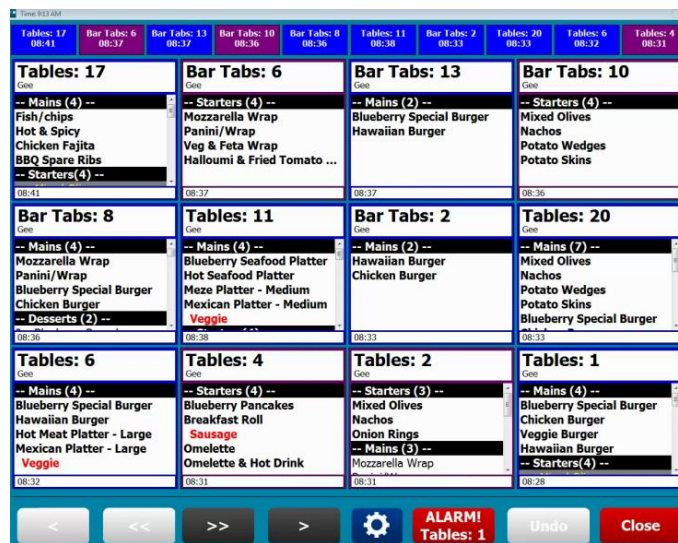 Time: 9:13 AM
Tables: 17
08:41
Bar Tabs: 6
08:37
Bar Tabs: 13
08:37
Bar Tabs: 10
08:36
Bar Tabs: 8
08:36
Tables: 11
08:38
Bar Tabs: 2
08:33
Tables: 20
08:33
Tables: 6
08:32
Tables: 4
08:31
Tables: 17
Gee
-- Mains (4) --
Fish/chips
Hot & Spicy
Chicken Fajita
BBQ Spare Ribs
-- Starters(4) --
08:41
Bar Tabs: 6
Gee
-- Starters (4) --
Mozzarella Wrap
Panini/Wrap
Veg & Feta Wrap
Halloumi & Fried Tomato ...
08:37
Bar Tabs: 13
Gee
-- Mains (2) --
Blueberry Special Burger
Hawaiian Burger
08:37
Bar Tabs: 10
Gee
-- Starters (4) --
Mixed Olives
Nachos
Potato Wedges
Potato Skins
08:36
Bar Tabs: 8
Gee
-- Mains (4) --
Mozzarella Wrap
Panini/Wrap
Blueberry Special Burger
Chicken Burger
-- Desserts (2) --
08:36
Tables: 11
Gee
-- Mains (4) --
Blueberry Seafood Platter
Hot Seafood Platter
Meze Platter - Medium
Mexican Platter - Medium
Veggie
08:38
Bar Tabs: 2
Gee
-- Mains (2) --
Hawaiian Burger
Chicken Burger
08:33
Tables: 20
Gee
-- Mains (7) --
Mixed Olives
Nachos
Potato Wedges
Potato Skins
Blueberry Special Burger
08:33
Tables: 6
Gee
-- Mains (4) --
Blueberry Special Burger
Hawaiian Burger
Hot Meat Platter - Large
Mexican Platter - Large
Veggie
08:32
Tables: 4
Gee
-- Starters (4) --
Blueberry Pancakes
Breakfast Roll
Sausage
Omelette
Omelette & Hot Drink
08:31
Tables: 2
Gee
-- Starters (3) --
Mixed Olives
Nachos
Onion Rings
-- Mains (3) --
Mozzarella Wrap
08:31
Tables: 1
Gee
-- Mains (4) --
Blueberry Special Burger
Chicken Burger
Veggie Burger
Hawaiian Burger
-- Starters(4) --
08:28
<
<<
>>
>
ALARM!
Tables: 1
Undo
Close